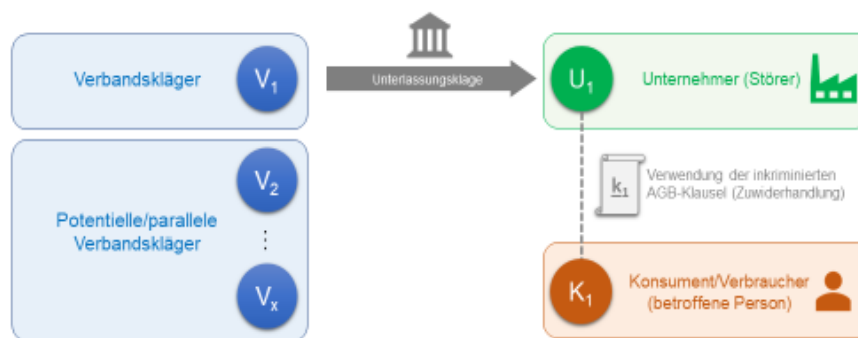 Verbandskläger
V1
Unterlassungsklage
U1
Unternehmer (Störer)
Potentielle/parallele
Verbandskläger
V2
⋮
Vx
k1
Verwendung der inkriminierten
AGB-Klausel (Zuwiderhandlung)
K1
Konsument/Verbraucher
(betroffene Person)